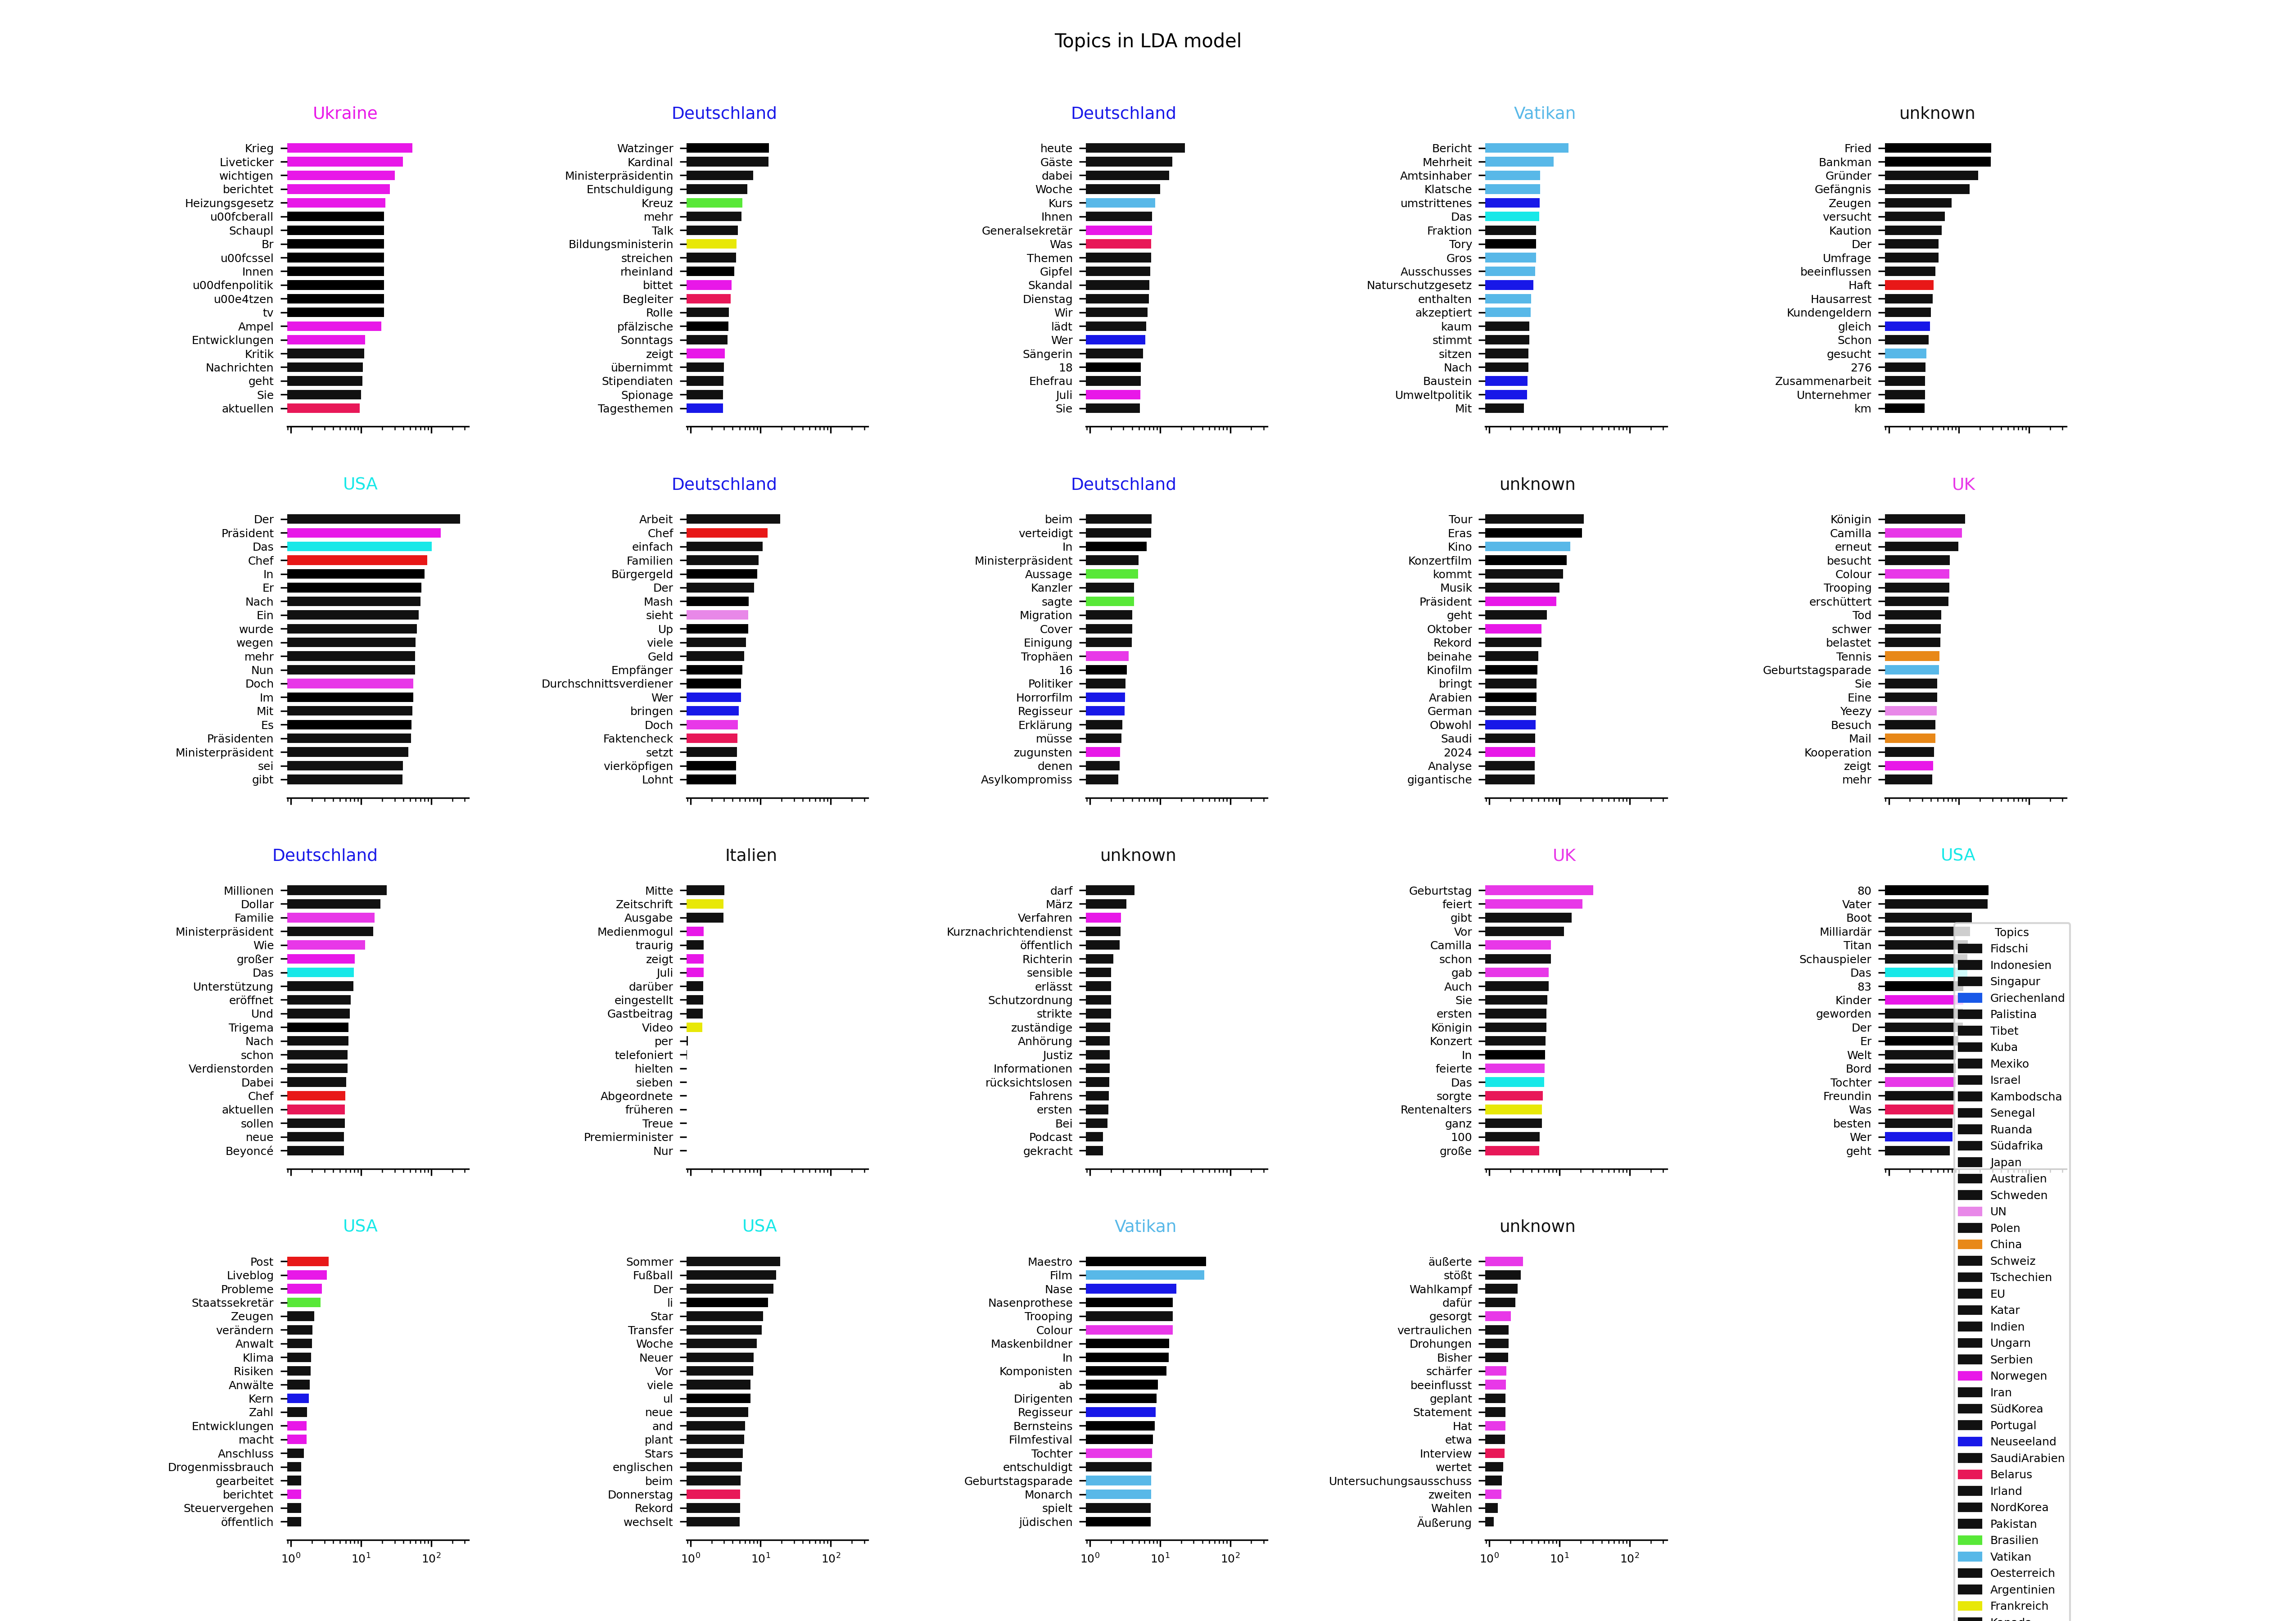 Topics in LDA model
Ukraine
Krieg
Liveticker
wichtigen
berichtet
Heizungsgesetz
u00fcberall
Schaupl
Br
u00fcssel
Innen
u00dfenpolitik
u00e4tzen
tv
Ampel
Entwicklungen
Kritik
Nachrichten
geht
Sie
aktuellen
Deutschland
Watzinger
Kardinal
Ministerpräsidentin
Entschuldigung
Kreuz
mehr
Talk
Bildungsministerin
streichen
rheinland
bittet
Begleiter
Rolle
pfälzische
Sonntags
zeigt
übernimmt
Stipendiaten
Spionage
Tagesthemen
Deutschland
heute
Gäste
dabei
Woche
Kurs
Ihnen
Generalsekretär
Was
Themen
Gipfel
Skandal
Dienstag
Wir
lädt
Wer
Sängerin
18
Ehefrau
Juli
Sie
Vatikan
Bericht
Mehrheit
Amtsinhaber
Klatsche
umstrittenes
Das
Fraktion
Tory
Gros
Ausschusses
Naturschutzgesetz
enthalten
akzeptiert
kaum
stimmt
sitzen
Nach
Baustein
Umweltpolitik
Mit
unknown
Fried
Bankman
Gründer
Gefängnis
Zeugen
versucht
Kaution
Der
Umfrage
beeinflussen
Haft
Hausarrest
Kundengeldern
gleich
Schon
gesucht
276
Zusammenarbeit
Unternehmer
km
USA
Der
Präsident
Das
Chef
In
Er
Nach
Ein
wurde
wegen
mehr
Nun
Doch
Im
Mit
Es
Präsidenten
Ministerpräsident
sei
gibt
Deutschland
Arbeit
Chef
einfach
Familien
Bürgergeld
Der
Mash
sieht
Up
viele
Geld
Empfänger
Durchschnittsverdiener
Wer
bringen
Doch
Faktencheck
setzt
vierköpfigen
Lohnt
Deutschland
beim
verteidigt
In
Ministerpräsident
Aussage
Kanzler
sagte
Migration
Cover
Einigung
Trophäen
16
Politiker
Horrorfilm
Regisseur
Erklärung
müsse
zugunsten
denen
Asylkompromiss
unknown
Tour
Eras
Kino
Konzertfilm
kommt
Musik
Präsident
geht
Oktober
Rekord
beinahe
Kinofilm
bringt
Arabien
German
Obwohl
Saudi
2024
Analyse
gigantische
UK
Königin
Camilla
erneut
besucht
Colour
Trooping
erschüttert
Tod
schwer
belastet
Tennis
Geburtstagsparade
Sie
Eine
Yeezy
Besuch
Mail
Kooperation
zeigt
mehr
Deutschland
Millionen
Dollar
Familie
Ministerpräsident
Wie
großer
Das
Unterstützung
eröffnet
Und
Trigema
Nach
schon
Verdienstorden
Dabei
Chef
aktuellen
sollen
neue
Beyoncé
Italien
Mitte
Zeitschrift
Ausgabe
Medienmogul
traurig
zeigt
Juli
darüber
eingestellt
Gastbeitrag
Video
per
telefoniert
hielten
sieben
Abgeordnete
früheren
Treue
Premierminister
Nur
unknown
darf
März
Verfahren
Kurznachrichtendienst
öffentlich
Richterin
sensible
erlässt
Schutzordnung
strikte
zuständige
Anhörung
Justiz
Informationen
rücksichtslosen
Fahrens
ersten
Bei
Podcast
gekracht
UK
Geburtstag
feiert
gibt
Vor
Camilla
schon
gab
Auch
Sie
ersten
Königin
Konzert
In
feierte
Das
sorgte
Rentenalters
ganz
100
große
USA
80
Vater
Boot
Milliardär
Titan
Schauspieler
Das
83
Kinder
geworden
Der
Er
Welt
Bord
Tochter
Freundin
Was
besten
Wer
geht
USA
Post
Liveblog
Probleme
Staatssekretär
Zeugen
verändern
Anwalt
Klima
Risiken
Anwälte
Kern
Zahl
Entwicklungen
macht
Anschluss
Drogenmissbrauch
gearbeitet
berichtet
Steuervergehen
öffentlich
10⁰ 10¹ 10²
USA
Sommer
Fußball
Der
li
Star
Transfer
Woche
Neuer
Vor
viele
ul
neue
and
plant
Stars
englischen
beim
Donnerstag
Rekord
wechselt
10⁰ 10¹ 10²
Vatikan
Maestro
Film
Nase
Nasenprothese
Trooping
Colour
Maskenbildner
In
Komponisten
ab
Dirigenten
Regisseur
Bernsteins
Filmfestival
Tochter
entschuldigt
Geburtstagsparade
Monarch
spielt
jüdischen
10⁰ 10¹ 10²
unknown
äußerte
stößt
Wahlkampf
dafür
gesorgt
vertraulichen
Drohungen
Bisher
schärfer
beeinflusst
geplant
Statement
Hat
etwa
Interview
wertet
Untersuchungsausschuss
zweiten
Wahlen
Äußerung
10⁰ 10¹ 10²
Topics
Fidschi
Indonesien
Singapur
Griechenland
Palistina
Tibet
Kuba
Mexiko
Israel
Kambodscha
Senegal
Ruanda
Südafrika
Japan
Australien
Schweden
UN
Polen
China
Schweiz
Tschechien
EU
Katar
Indien
Ungarn
Serbien
Norwegen
Iran
SüdKorea
Portugal
Neuseeland
SaudiArabien
Belarus
Irland
NordKorea
Pakistan
Brasilien
Vatikan
Oesterreich
Argentinien
Frankreich